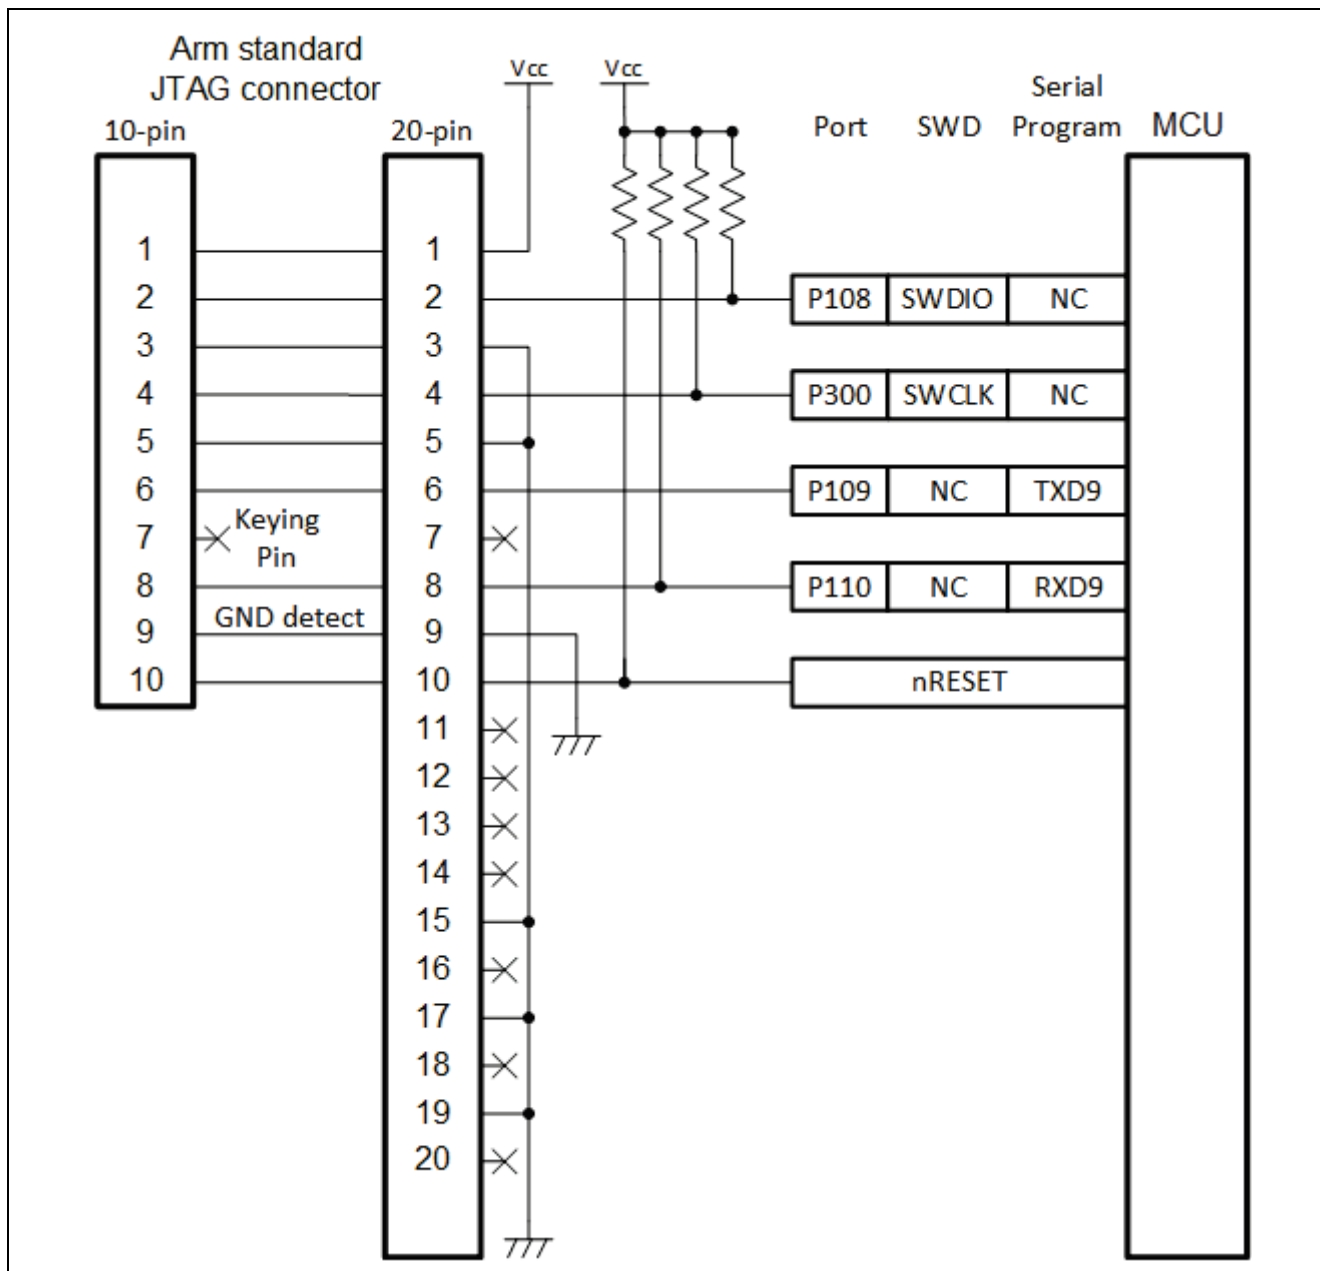 Arm standard
JTAG connector
10-pin
20-pin
Vcc
Vcc
Port
SWD
Serial
Program
MCU
1
1
2
2
P108 SWDIO NC
3
3
4
4
P300 SWCLK NC
5
5
6
6
P109 NC TXD9
7
Keying
Pin
7
8
8
P110 NC RXD9
9
GND detect
9
10
10
nRESET
11
12
13
14
15
16
17
18
19
20